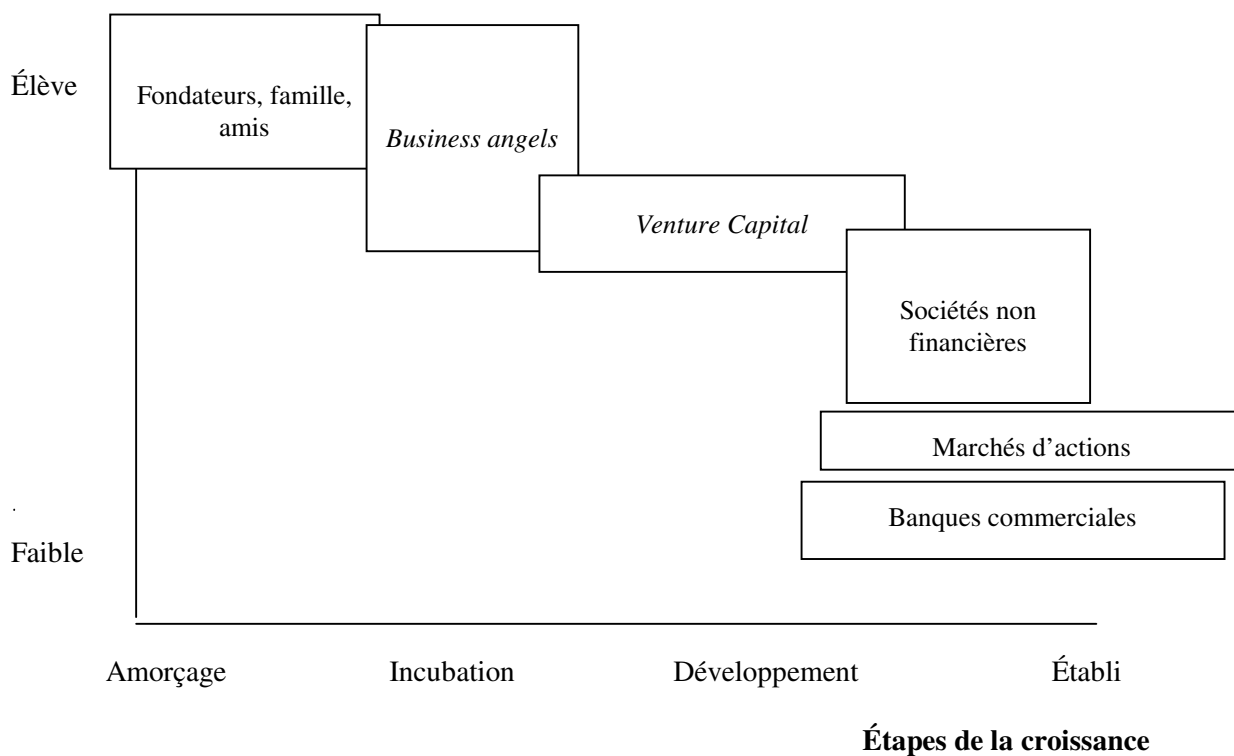 Élève
Fondateurs, famille,
amis
Business angels
Venture Capital
Sociétés non
financières
Marchés d’actions
Banques commerciales
.
Faible
Amorçage Incubation Développement Établi
Étapes de la croissance